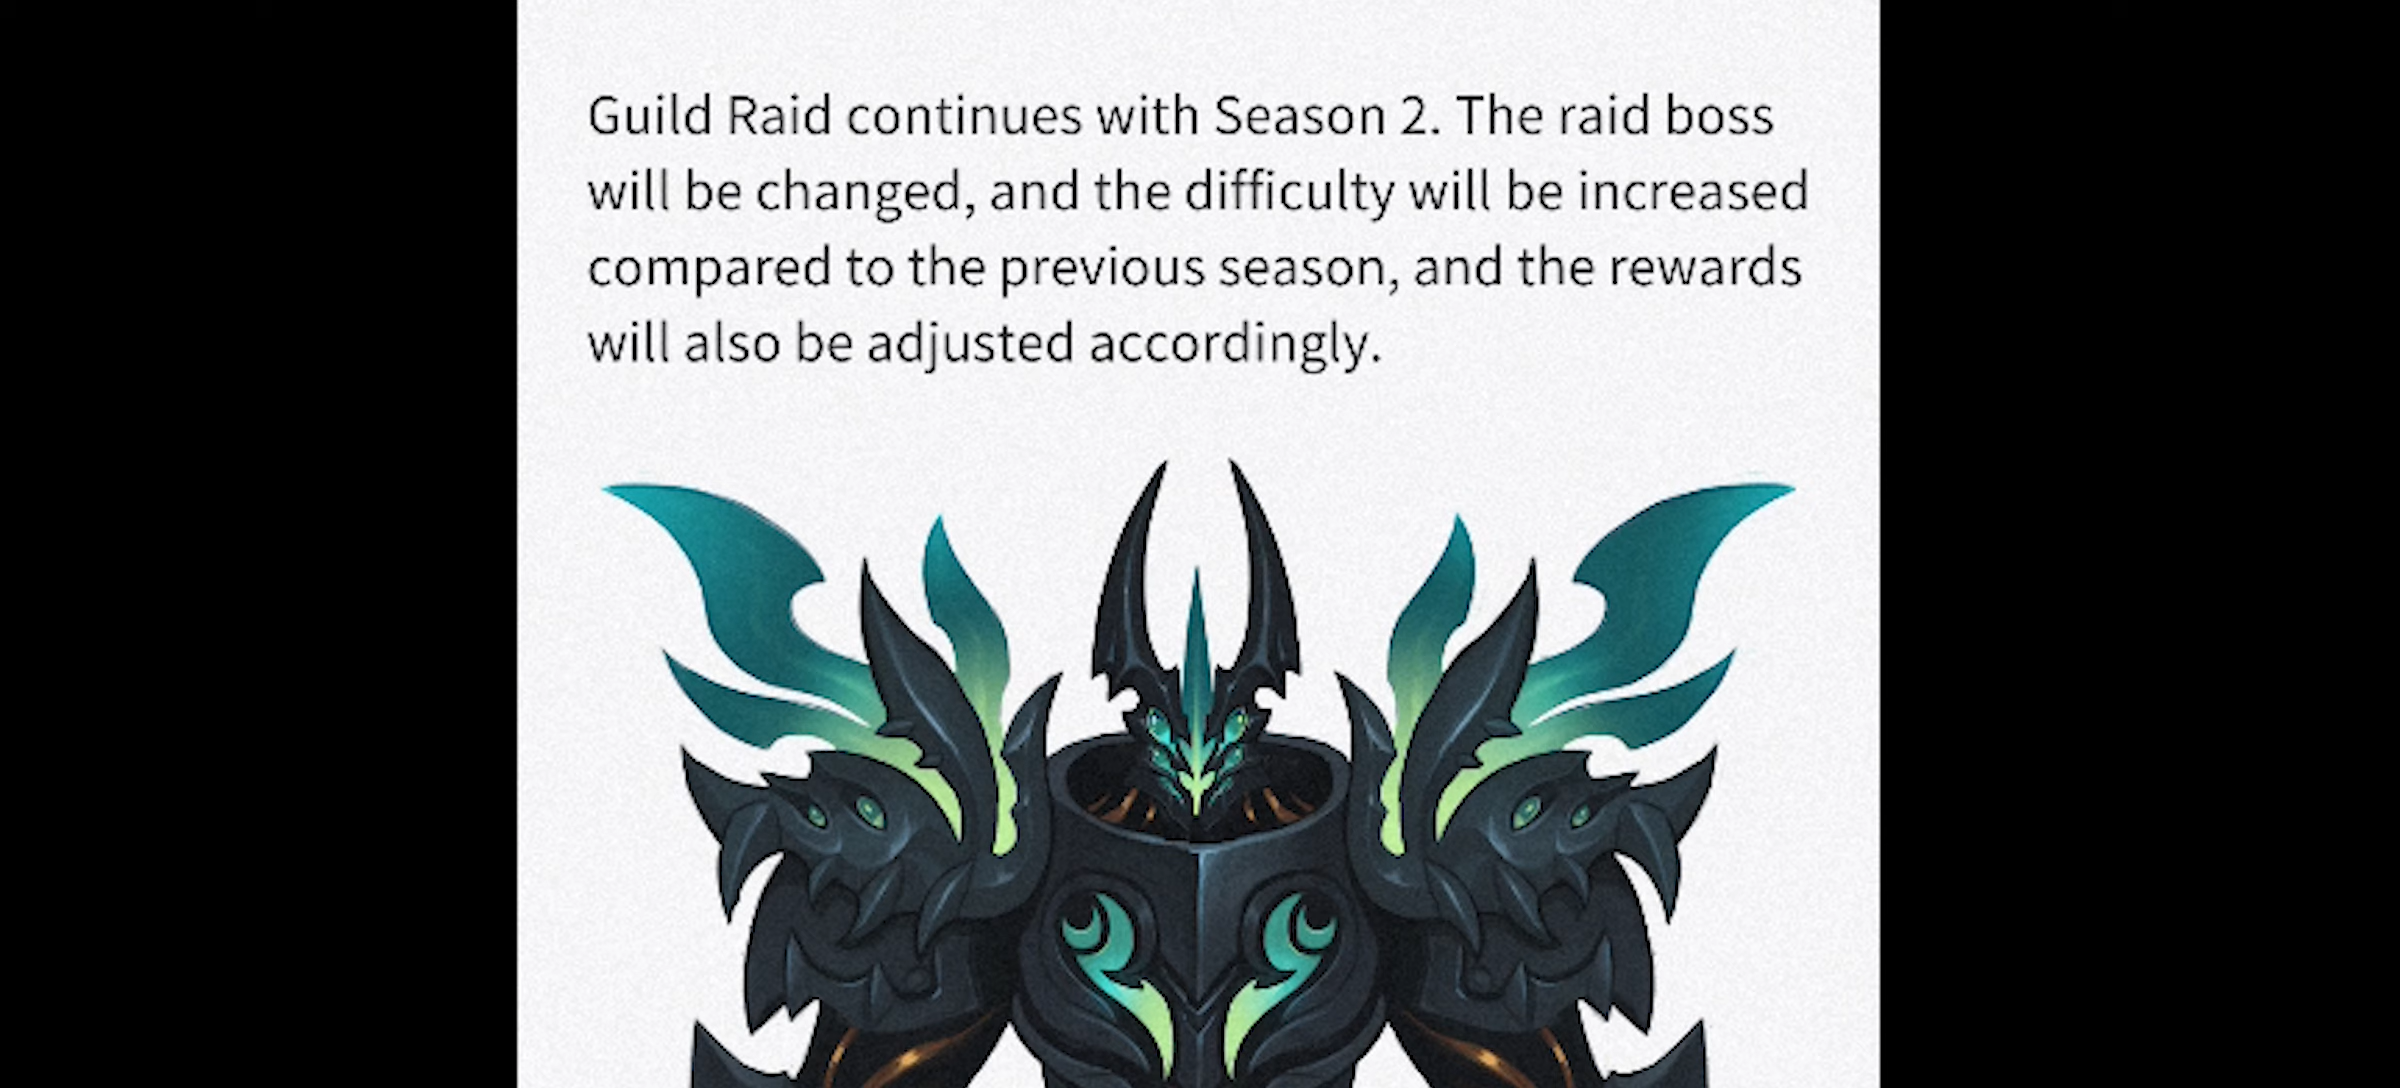 Guild Raid continues with Season 2. The raid boss
will be changed, and the difficulty will be increased
compared to the previous season, and the rewards
will also be adjusted accordingly.